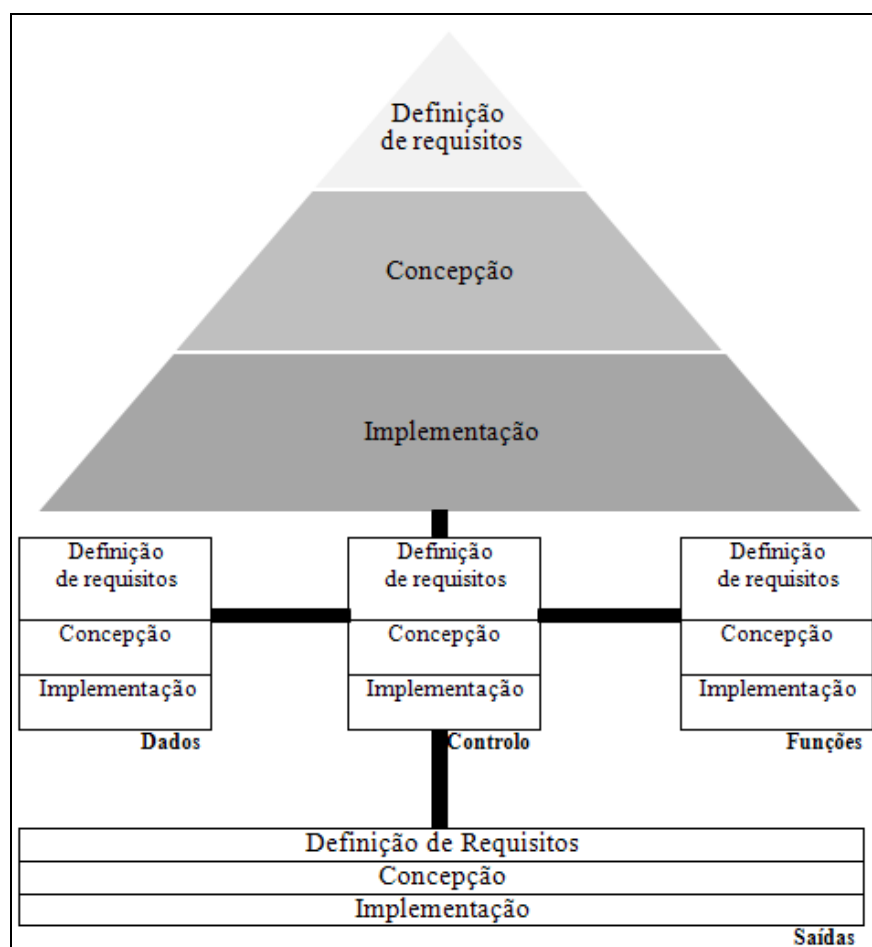 Definição
de requisitos
Concepção
Implementação
Definição
de requisitos
Concepção
Implementação
Dados
Definição
de requisitos
Concepção
Implementação
Controlo
Definição
de requisitos
Concepção
Implementação
Funções
Definição de Requisitos
Concepção
Implementação
Saídas